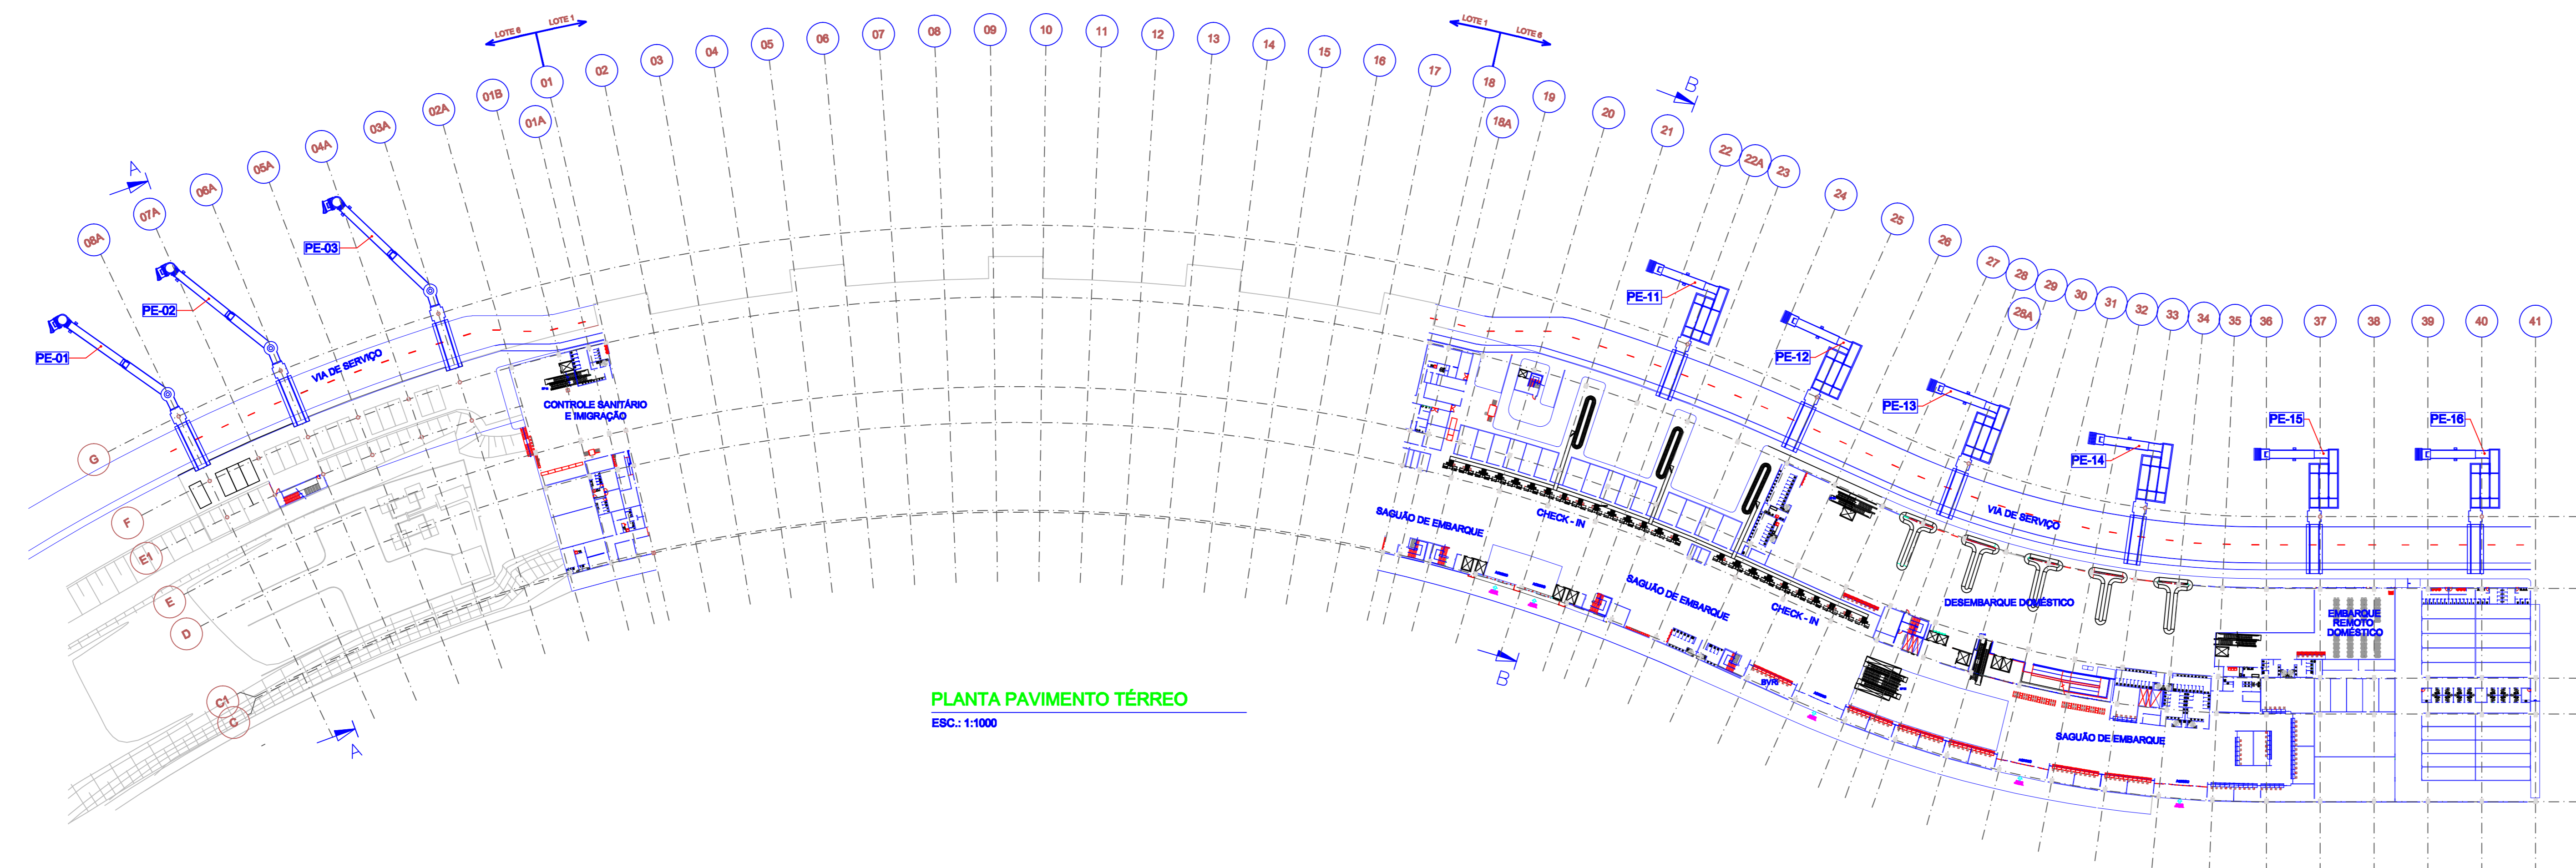 LOTE 6
LOTE 1
LOTE 1
LOTE 6
08A
07A
06A
05A
04A
03A
02A
01B
01A
01
02
03
04
05
06
07
08
09
10
11
12
13
14
15
16
17
18
18A
19
20
21
22
22A
23
24
25
26
27
28
28A
29
30
31
32
33
34
35
36
37
38
39
40
41
A
B
PE-01
PE-02
PE-03
PE-11
PE-12
PE-13
PE-14
PE-15
PE-16
VIA DE SERVIÇO
VIA DE SERVIÇO
CONTROLE SANITÁRIO
E IMIGRAÇÃO
G
F
E1
E
D
C1
C
SAGUÃO DE EMBARQUE
CHECK - IN
SAGUÃO DE EMBARQUE
CHECK - IN
DESEMBARQUE DOMÉSTICO
EMBARQUE
REMOTO
DOMÉSTICO
SAGUÃO DE EMBARQUE
A
B
PLANTA PAVIMENTO TÉRREO
ESC.: 1:1000